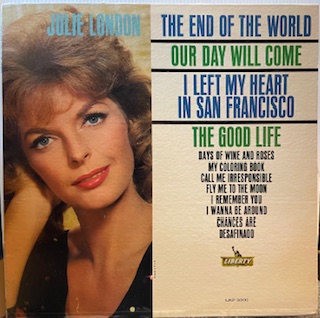 JULIE LONDON
THE END OF THE WORLD
OUR DAY WILL COME
I LEFT MY HEART
IN SAN FRANCISCO
THE GOOD LIFE
DAYS OF WINE AND ROSES
MY COLORING BOOK
CALL ME IRRESPONSIBLE
FLY ME TO THE MOON
I REMEMBER YOU
I WANNA BE AROUND
CHANCES ARE
DESAFINADO
LIBERTY